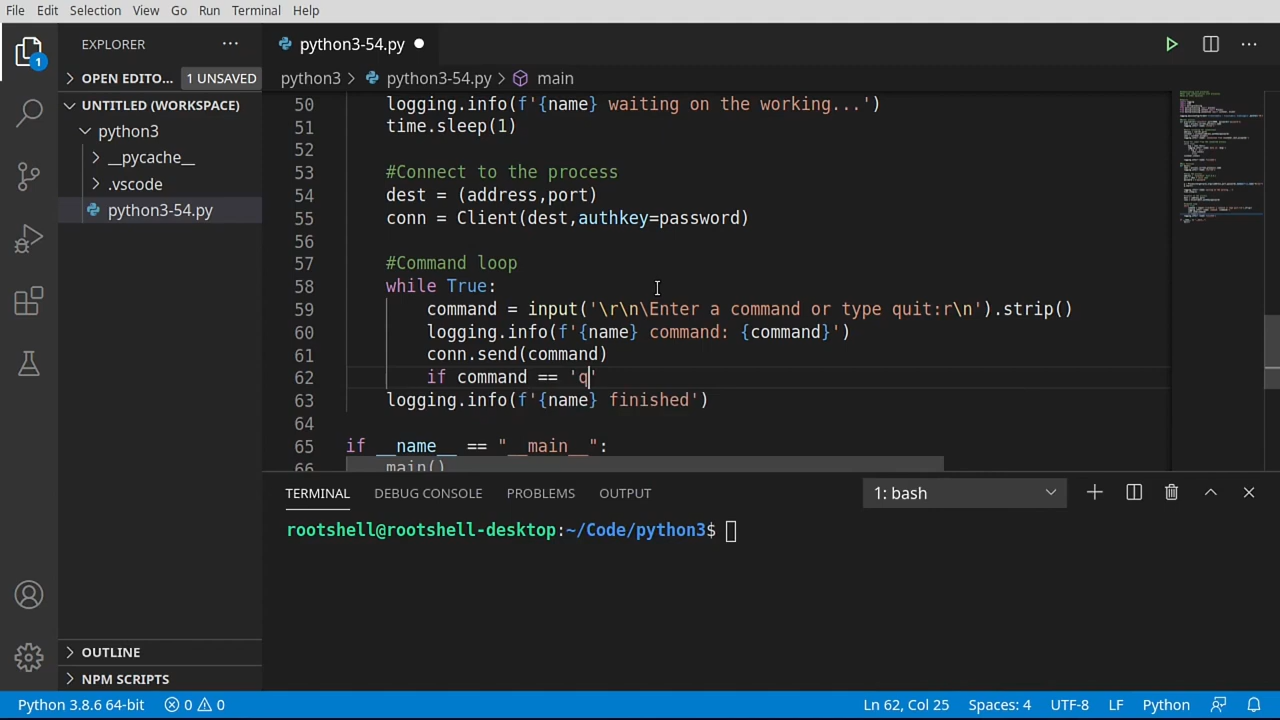 File Edit Selection View Go Run Terminal Help
EXPLORER ...
python3-54.py
1
OPEN EDITO... 1 UNSAVED
python3 > python3-54.py > main
UNTITLED (WORKSPACE)
python3
__pycache__
.vscode
python3-54.py
50 logging.info(f'{name} waiting on the working...')
51 time.sleep(1)
52
53 #Connect to the process
54 dest = (address,port)
55 conn = Client(dest,authkey=password)
56
57 #Command loop
58 while True:
59 command = input('\r\n\Enter a command or type quit:r\n').strip()
60 logging.info(f'{name} command: {command}')
61 conn.send(command)
62 if command == 'q'
63 logging.info(f'{name} finished')
64
65 if __name__ == "__main__":
66 main()
TERMINAL DEBUG CONSOLE PROBLEMS OUTPUT 1: bash
rootshell@rootshell-desktop:~/Code/python3$
OUTLINE
NPM SCRIPTS
Python 3.8.6 64-bit 0 0 Ln 62, Col 25 Spaces: 4 UTF-8 LF Python